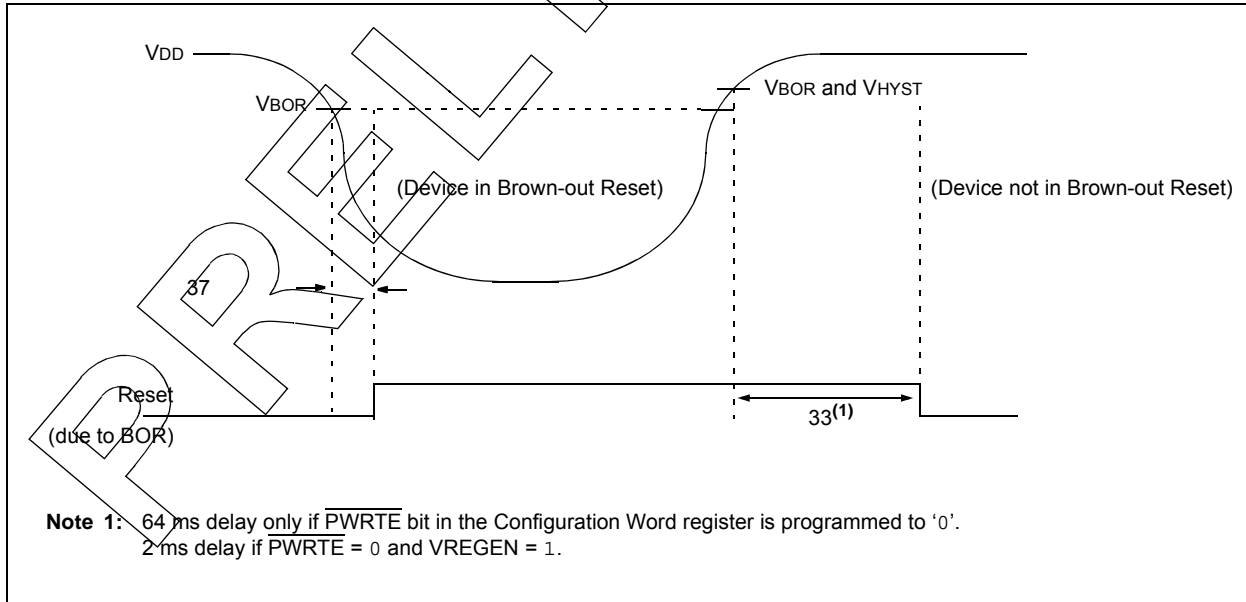 VDD
VBOR
VBOR and VHYST
(Device in Brown-out Reset)
(Device not in Brown-out Reset)
37
Reset
(due to BOR)
33(1)
Note 1: 64 ms delay only if PWRTE bit in the Configuration Word register is programmed to ‘0’.
2 ms delay if PWRTE = 0 and VREGEN = 1.
PREL